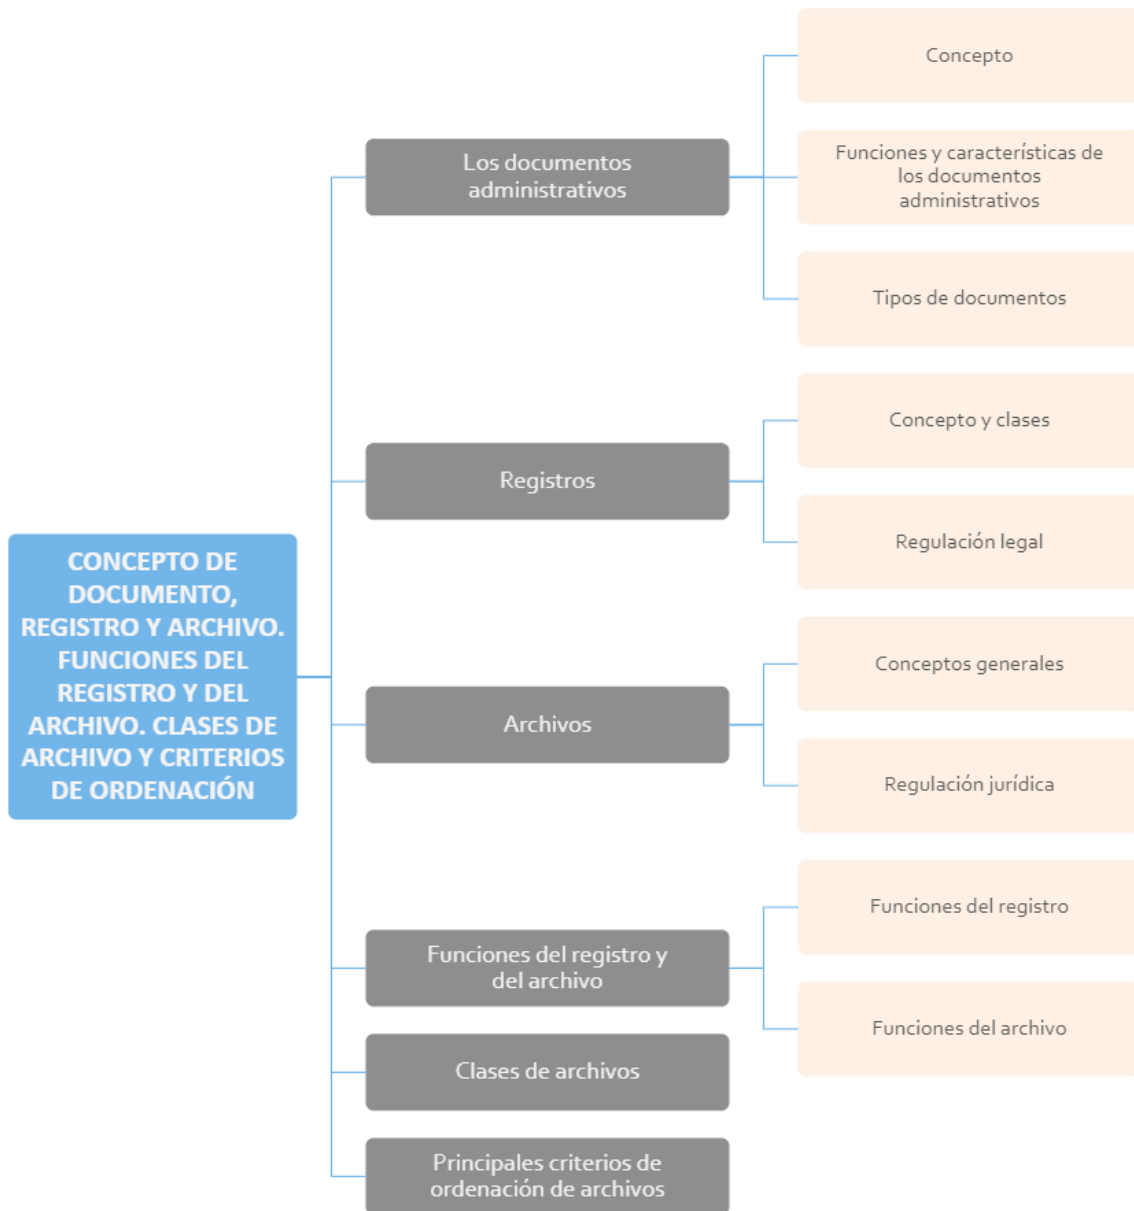 CONCEPTO DE
DOCUMENTO,
REGISTRO Y ARCHIVO.
FUNCIONES DEL
REGISTRO Y DEL
ARCHIVO. CLASES DE
ARCHIVO Y CRITERIOS
DE ORDENACIÓN
Los documentos
administrativos
Concepto
Funciones y características de
los documentos
administrativos
Tipos de documentos
Registros
Concepto y clases
Regulación legal
Archivos
Conceptos generales
Regulación jurídica
Funciones del registro y
del archivo
Funciones del registro
Funciones del archivo
Clases de archivos
Principales criterios de
ordenación de archivos